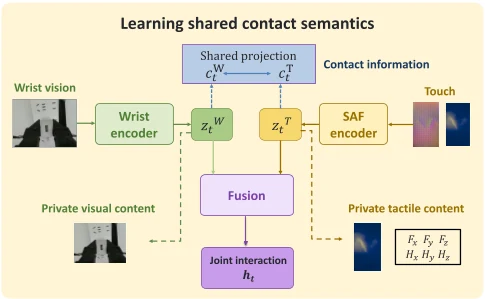 Learning shared contact semantics
Shared projection
c_t^W c_t^T
Contact information
Wrist vision
Touch
Wrist
encoder
z_t^W
z_t^T
SAF
encoder
Fusion
Private visual content
Private tactile content
Joint interaction
h_t
F_x F_y F_z
H_x H_y H_z